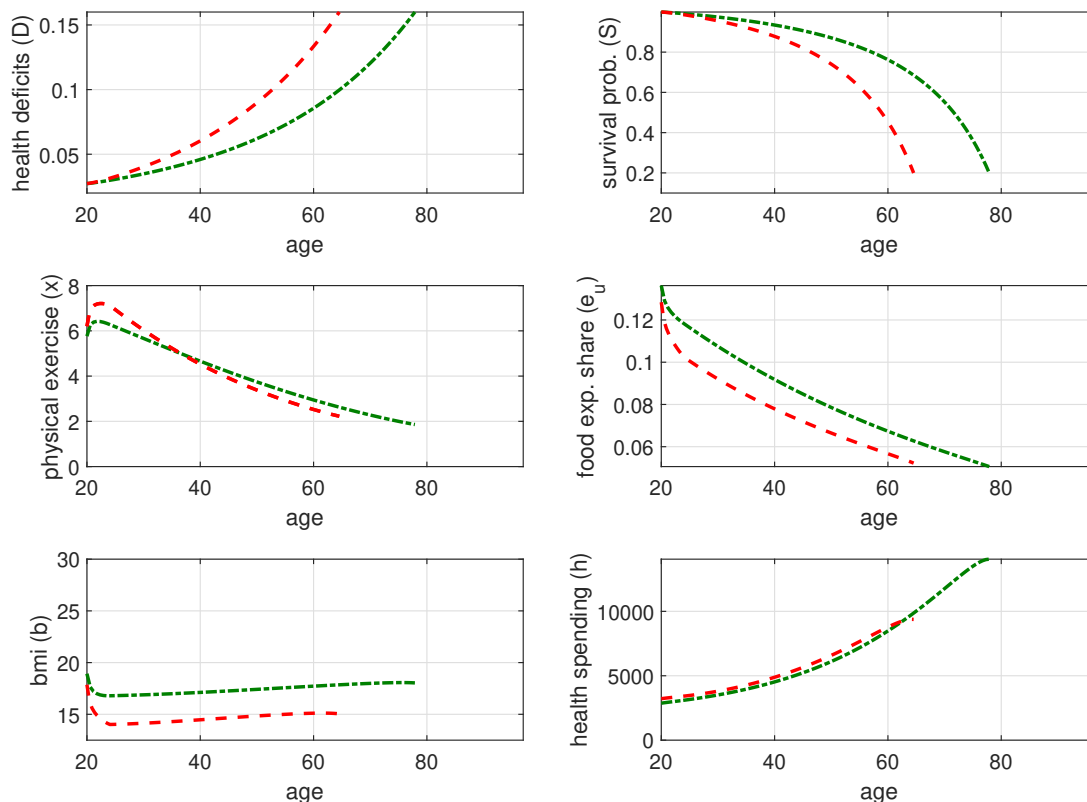 health deficits (D)
0.15
0.1
0.05
20 40 60 80
age
survival prob. (S)
0.8
0.6
0.4
0.2
20 40 60 80
age
physical exercise (x)
8
6
4
2
0
20 40 60 80
age
food exp. share (e_u)
0.12
0.1
0.08
0.06
20 40 60 80
age
bmi (b)
30
25
20
15
20 40 60 80
age
health spending (h)
10000
5000
0
20 40 60 80
age